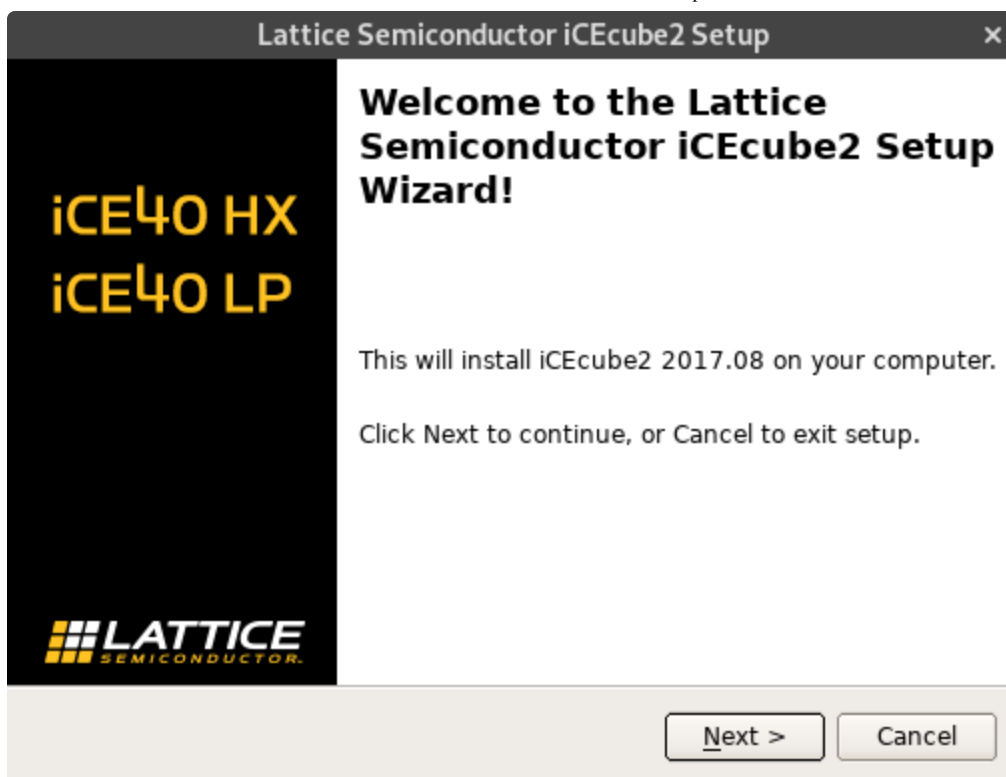 Lattice Semiconductor iCEcube2 Setup
×
iCE40 HX
iCE40 LP
LATTICE
SEMICONDUCTOR.
Welcome to the Lattice
Semiconductor iCEcube2 Setup
Wizard!
This will install iCEcube2 2017.08 on your computer.
Click Next to continue, or Cancel to exit setup.
Next >
Cancel